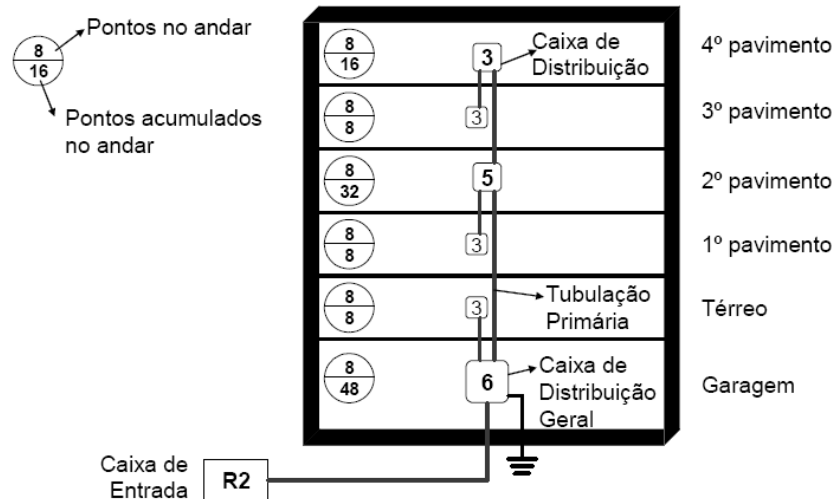 8
16
Pontos no andar
Pontos acumulados
no andar
8
16
3
Caixa de
Distribuição
4º pavimento
8
8
3
3º pavimento
8
32
5
2º pavimento
8
8
3
1º pavimento
8
8
3
Tubulação
Primária
Térreo
8
48
6
Caixa de
Distribuição
Geral
Garagem
Caixa de
Entrada
R2